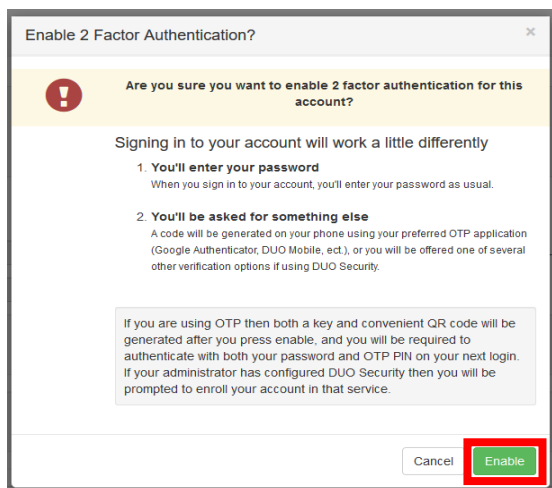 Enable 2 Factor Authentication?
×
Are you sure you want to enable 2 factor authentication for this
account?
Signing in to your account will work a little differently
1. You'll enter your password
When you sign in to your account, you'll enter your password as usual.
2. You'll be asked for something else
A code will be generated on your phone using your preferred OTP application
(Google Authenticator, DUO Mobile, ect.), or you will be offered one of several
other verification options if using DUO Security.
If you are using OTP then both a key and convenient QR code will be
generated after you press enable, and you will be required to
authenticate with both your password and OTP PIN on your next login.
If your administrator has configured DUO Security then you will be
prompted to enroll your account in that service.
Cancel Enable